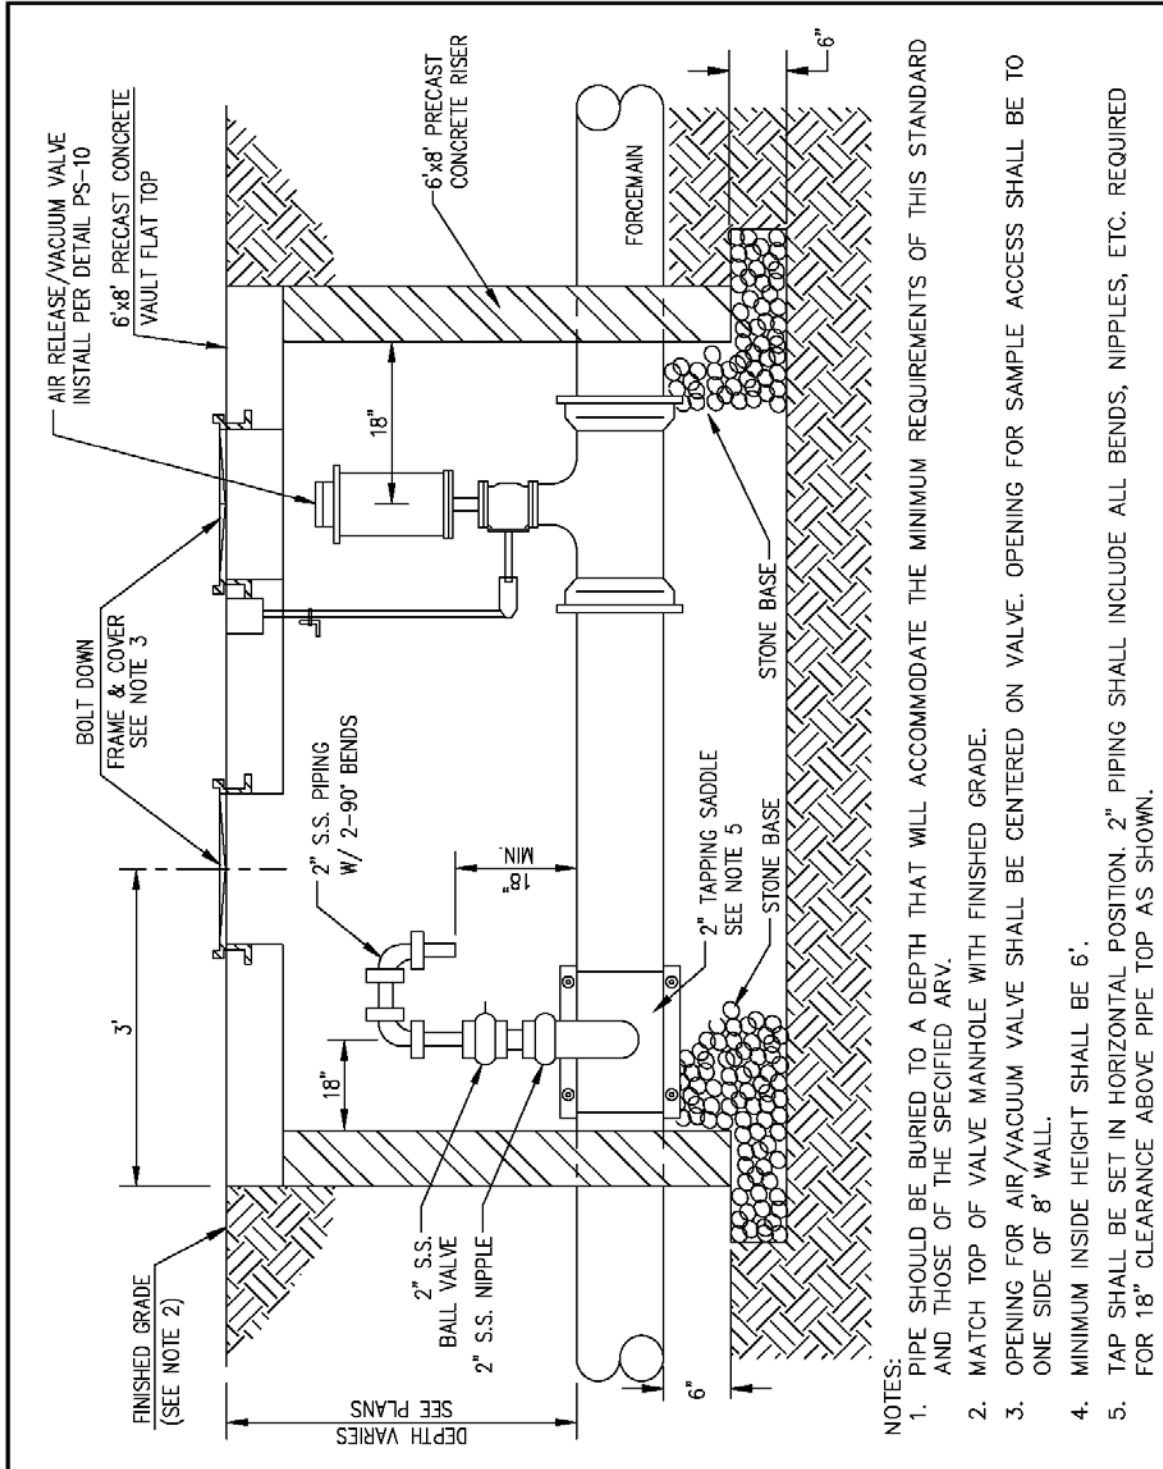 AIR RELEASE/VACUUM VALVE
INSTALL PER DETAIL PS-10
6'x8' PRECAST CONCRETE
VAULT FLAT TOP
BOLT DOWN
FRAME & COVER
SEE NOTE 3
6'x8' PRECAST
CONCRETE RISER
3'
FINISHED GRADE
(SEE NOTE 2)
2" S.S. PIPING
W/ 2-90° BENDS
18"
18"
18"
MIN.
FORCEMAIN
2" S.S.
BALL VALVE
2" S.S. NIPPLE
DEPTH VARIES
SEE PLANS
2" TAPPING SADDLE
SEE NOTE 5
STONE BASE
STONE BASE
6"
6"
NOTES:
1. PIPE SHOULD BE BURIED TO A DEPTH THAT WILL ACCOMMODATE THE MINIMUM REQUIREMENTS OF THIS STANDARD
AND THOSE OF THE SPECIFIED ARV.
2. MATCH TOP OF VALVE MANHOLE WITH FINISHED GRADE.
3. OPENING FOR AIR/VACUUM VALVE SHALL BE CENTERED ON VALVE. OPENING FOR SAMPLE ACCESS SHALL BE TO
ONE SIDE OF 8' WALL.
4. MINIMUM INSIDE HEIGHT SHALL BE 6'.
5. TAP SHALL BE SET IN HORIZONTAL POSITION. 2" PIPING SHALL INCLUDE ALL BENDS, NIPPLES, ETC. REQUIRED
FOR 18" CLEARANCE ABOVE PIPE TOP AS SHOWN.